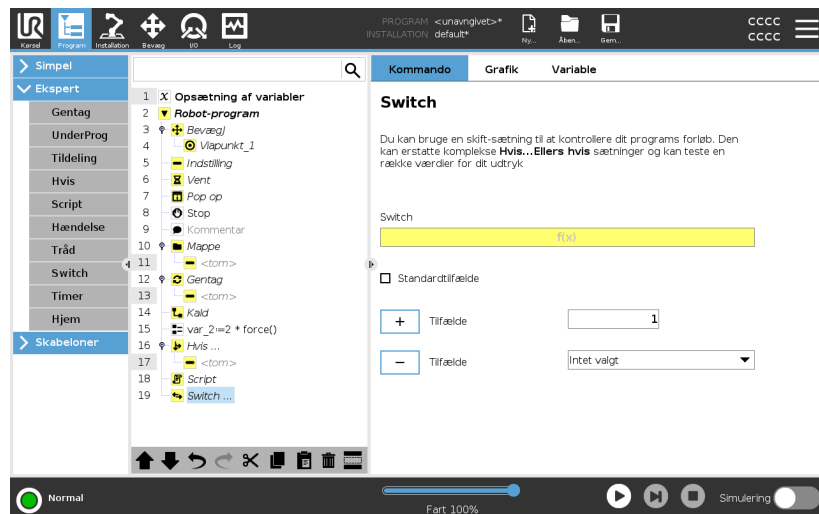 UR
PROGRAM <unavngivet>*
INSTALLATION default*
CCCC
CCCC
Kørsel
Program
Installation
Bevæg
I/O
Log
Ny...
Åben...
Gem...
Simpel
Ekspert
Gentag
UnderProg
Tildeling
Hvis
Script
Hændelse
Tråd
Switch
Timer
Hjem
Skabeloner
1 X Opsætning af variabler
2 Robot-program
3 BevægJ
4 Viapunkt_1
5 Indstilling
6 Vent
7 Pop op
8 Stop
9 Kommentar
10 Mappe
11 <tom>
12 Gentag
13 <tom>
14 Kald
15 var_2≔2 * force()
16 Hvis ...
17 <tom>
18 Script
19 Switch ...
Kommando Grafik Variable
Switch
Du kan bruge en skift-sætning til at kontrollere dit programs forløb. Den
kan erstatte komplekse Hvis...Ellers hvis sætninger og kan teste en
række værdier for dit udtryk
Switch
f(x)
Standardtilfælde
+ Tilfælde 1
− Tilfælde Intet valgt
Normal
Fart 100%
Simulering